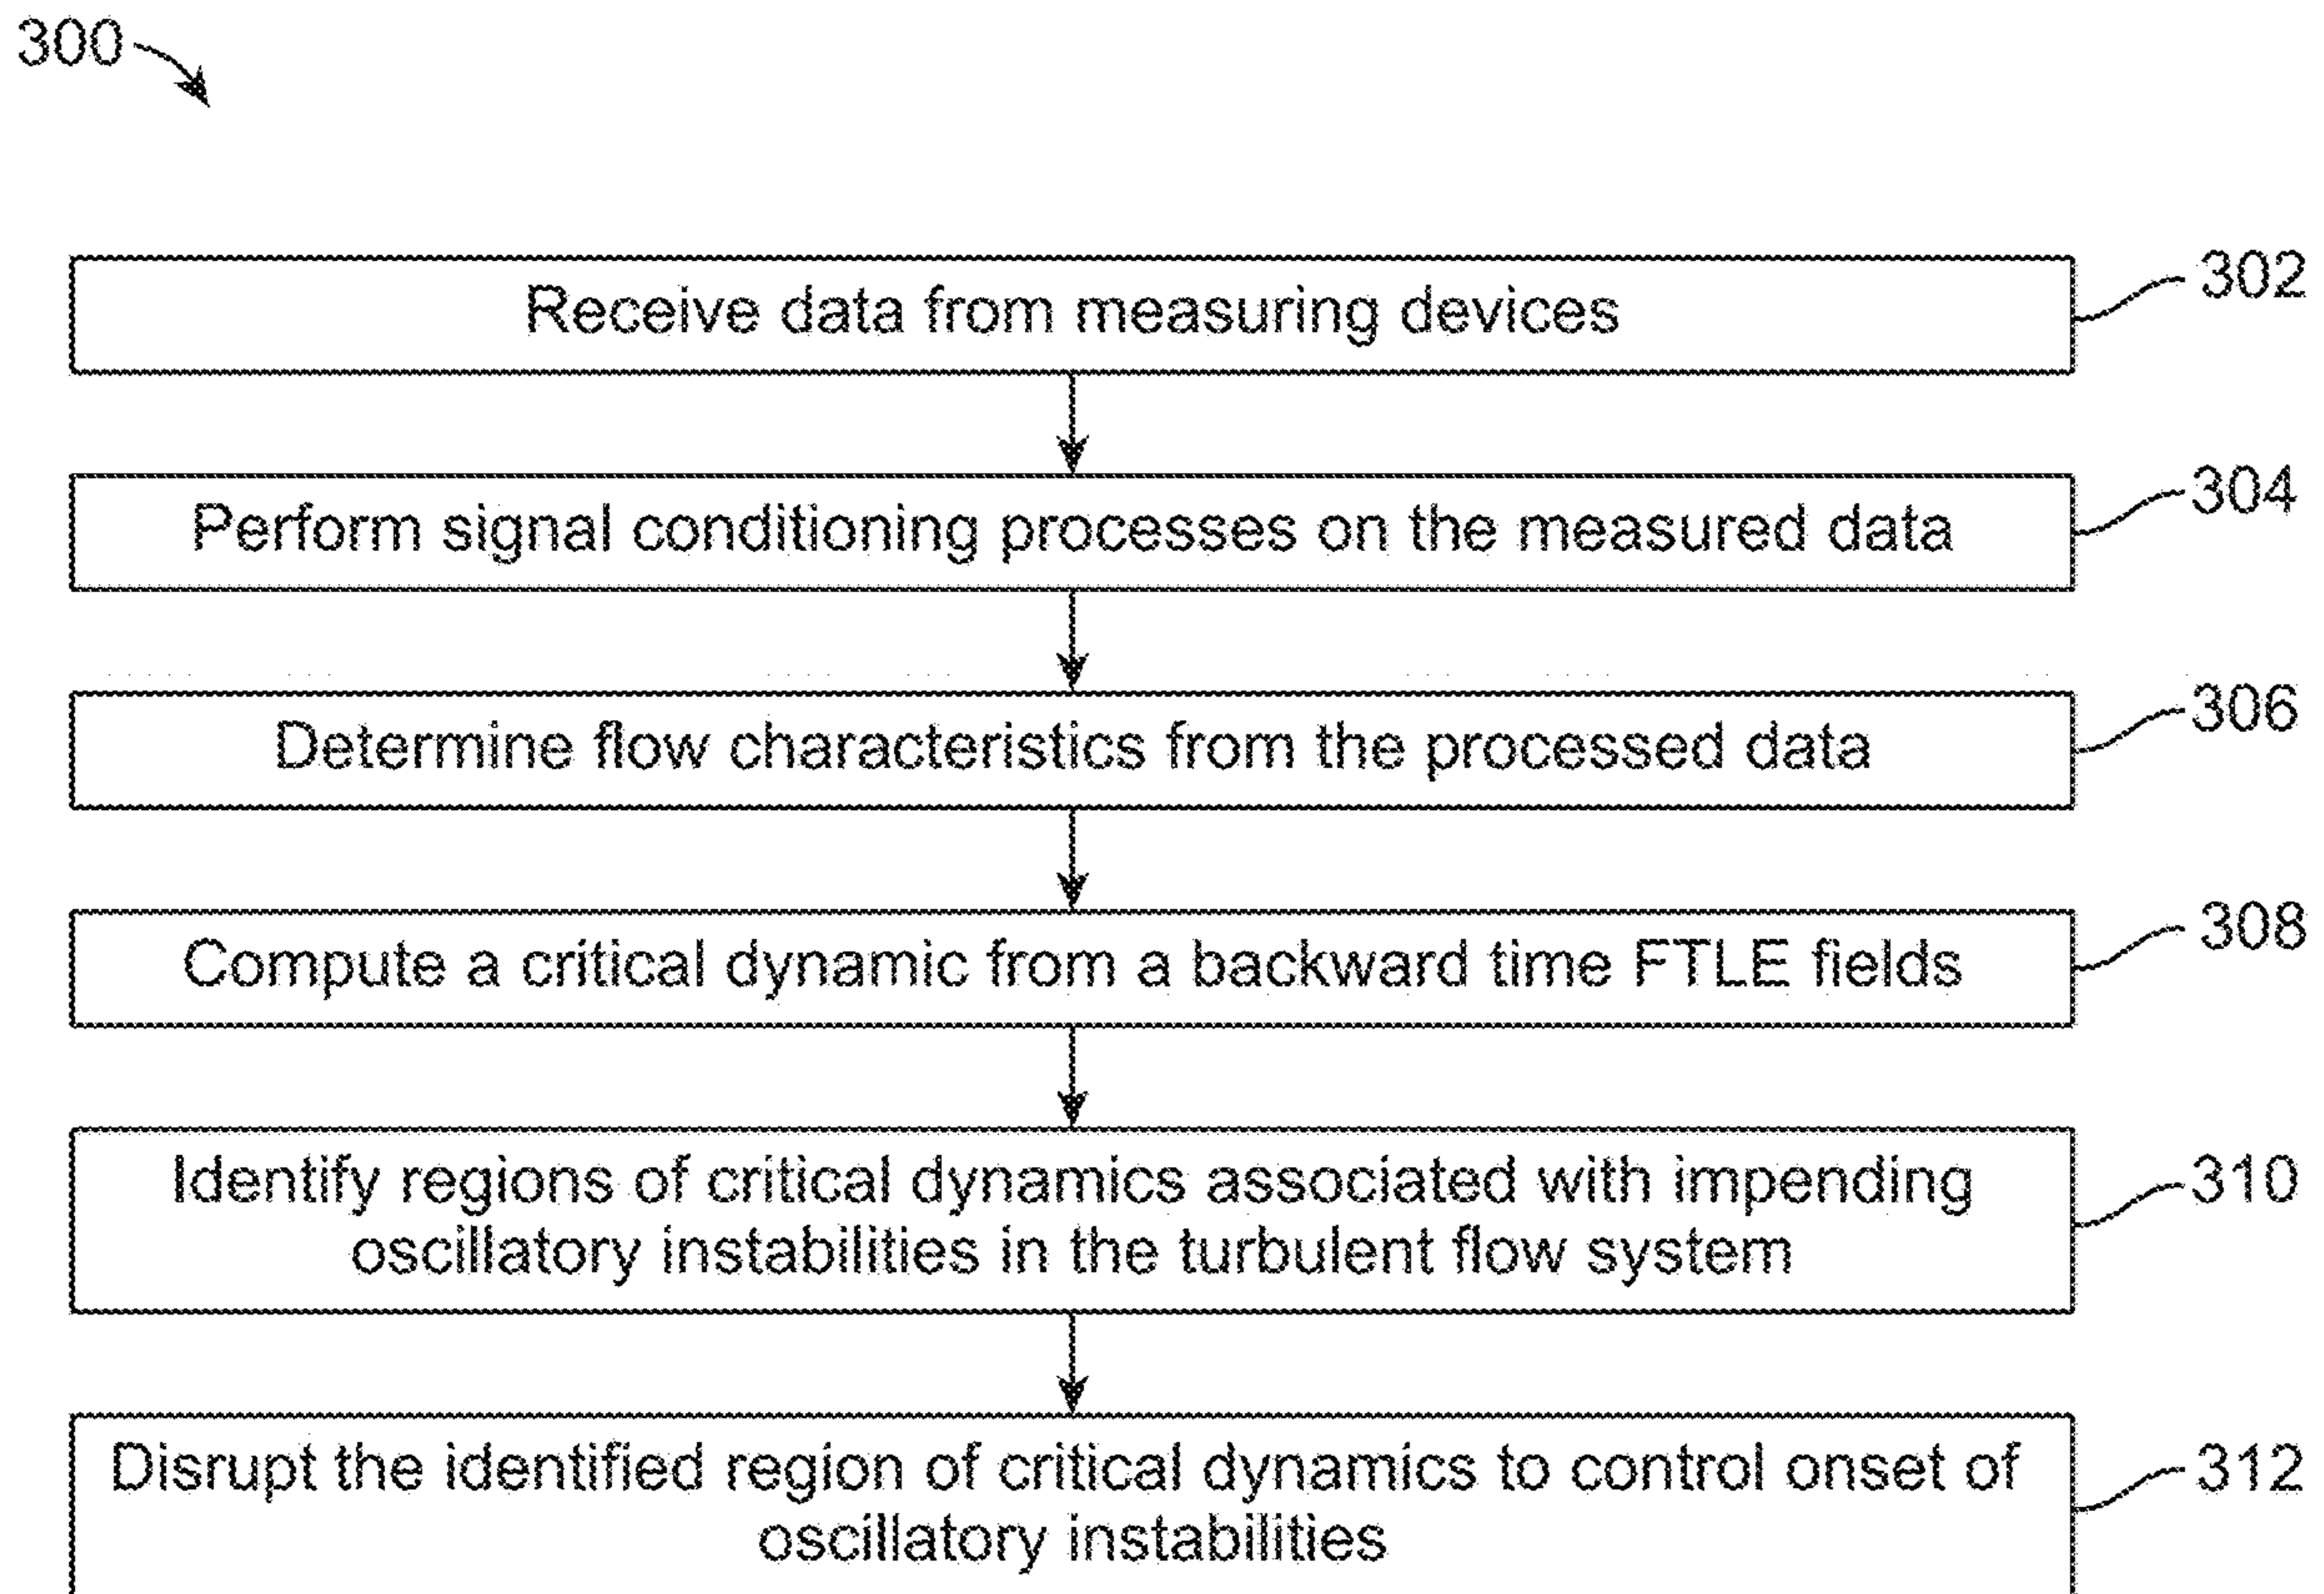 300
Receive data from measuring devices
302
Perform signal conditioning processes on the measured data
304
Determine flow characteristics from the processed data
306
Compute a critical dynamic from a backward time FTLE fields
308
Identify regions of critical dynamics associated with impending
oscillatory instabilities in the turbulent flow system
310
Disrupt the identified region of critical dynamics to control onset of
oscillatory instabilities
312